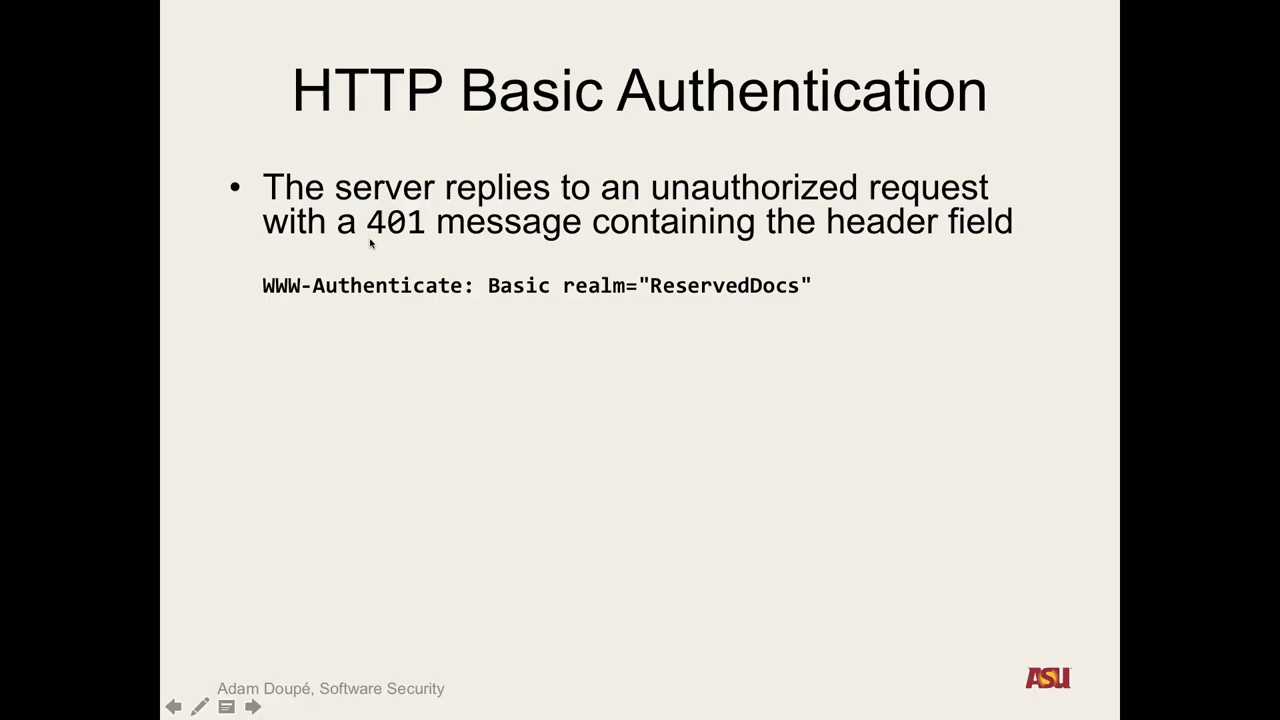 HTTP Basic Authentication
• The server replies to an unauthorized request
with a 401 message containing the header field
WWW-Authenticate: Basic realm="ReservedDocs"
Adam Doupé, Software Security
ASU